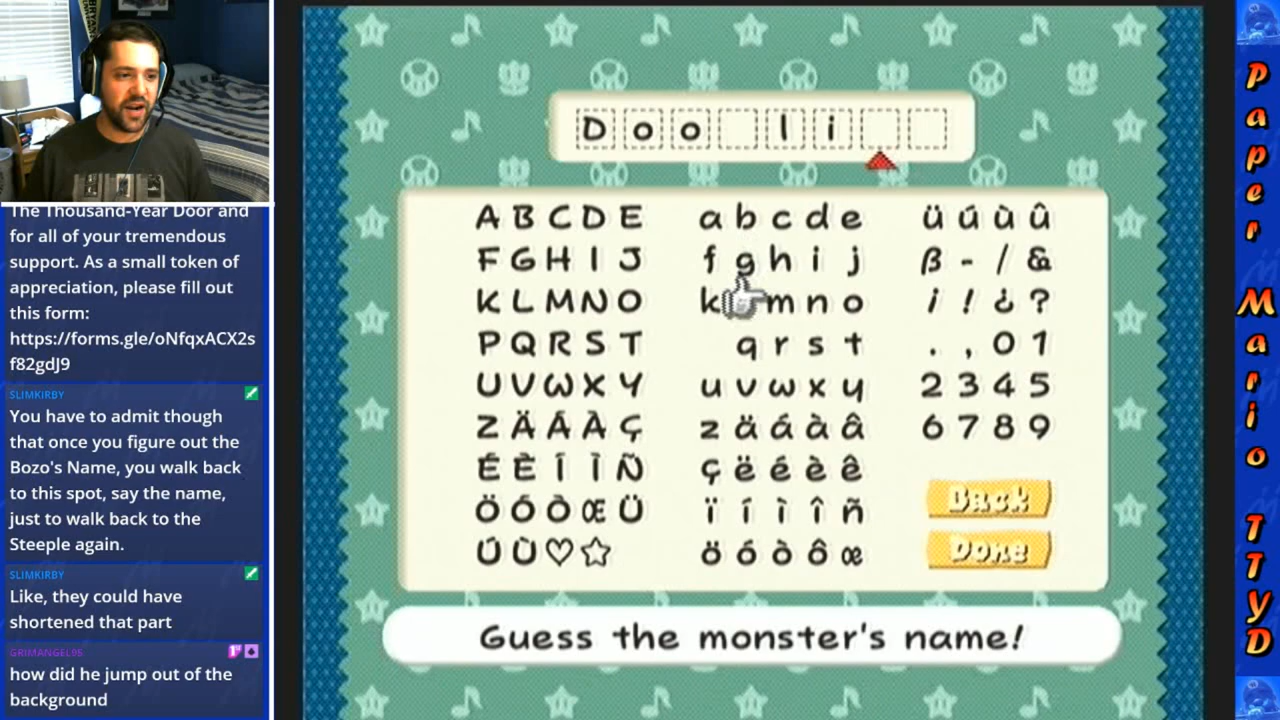 The Thousand-Year Door and
for all of your tremendous
support. As a small token of
appreciation, please fill out
this form:
https://forms.gle/oNfqxACX2s
f82gdJ9
SLIMKIRBY
You have to admit though
that once you figure out the
Bozo's Name, you walk back
to this spot, say the name,
just to walk back to the
Steeple again.
SLIMKIRBY
Like, they could have
shortened that part
GRIMANGEL95
how did he jump out of the
background
D o o l i
A B C D E a b c d e ü ú ù û
F G H I J f g h i j ß - / &
K L M N O k m n o ¡ ! ¿ ?
P Q R S T q r s t . , 0 1
U V W X Y u v w x y 2 3 4 5
Z Ä Á À Ç z ä á à â 6 7 8 9
É È Í Ì Ñ ç ë é è ê
Ö Ó Ò Œ Ü ï í ì î ñ
Ú Ù ♡ ☆ ö ó ò ô œ
Back
Done
Guess the monster's name!
Paper Mario TTYD